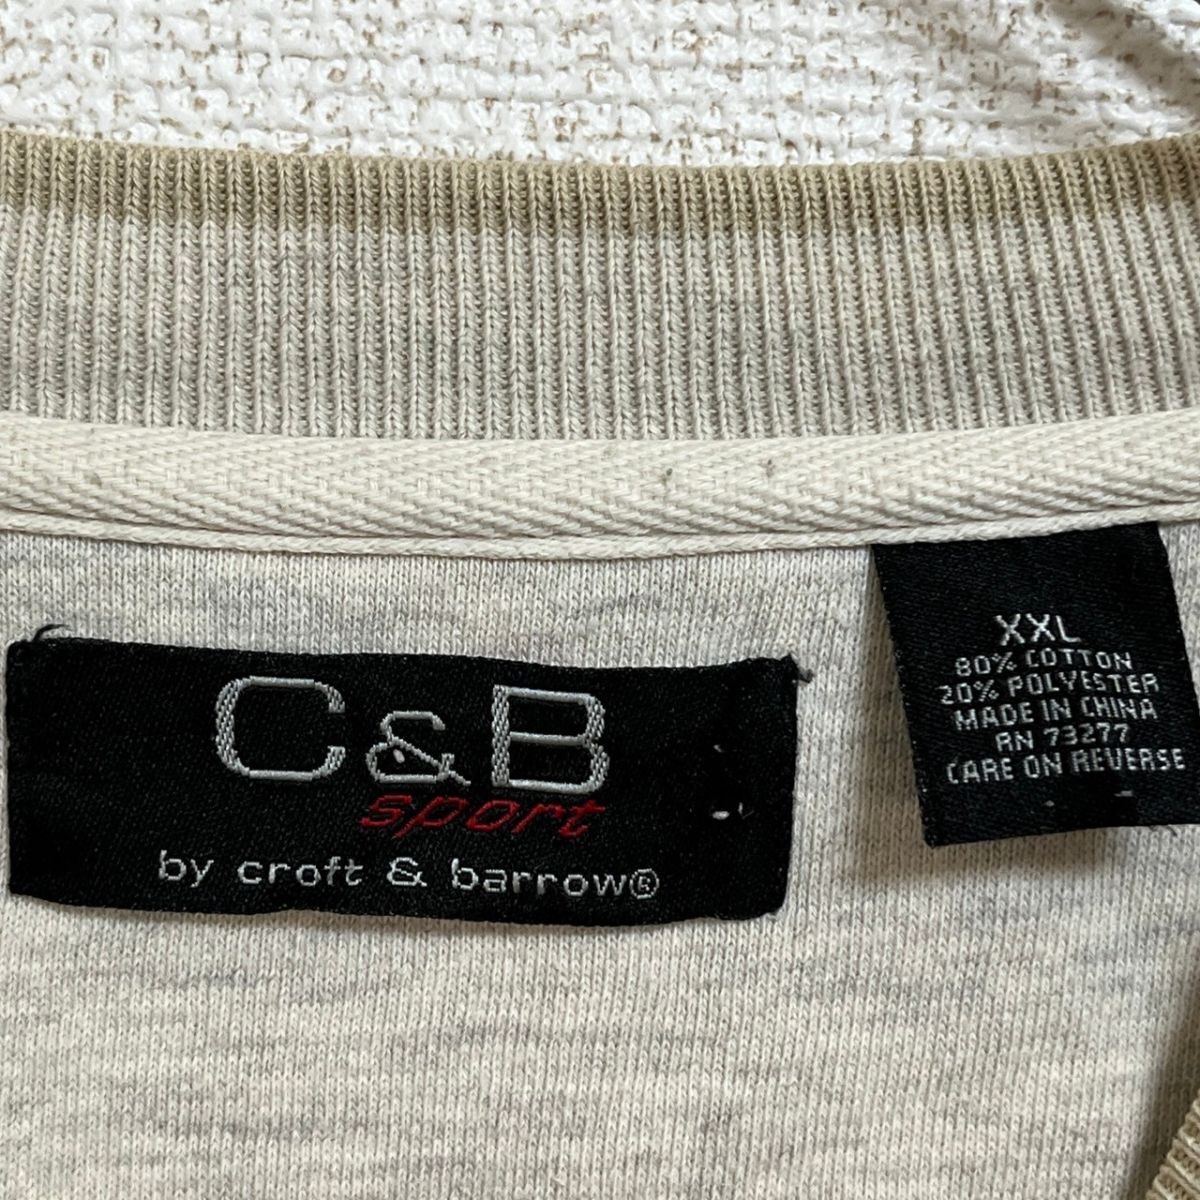 C&B
sport
by croft & barrow®
XXL
80% COTTON
20% POLYESTER
MADE IN CHINA
RN 73277
CARE ON REVERSE